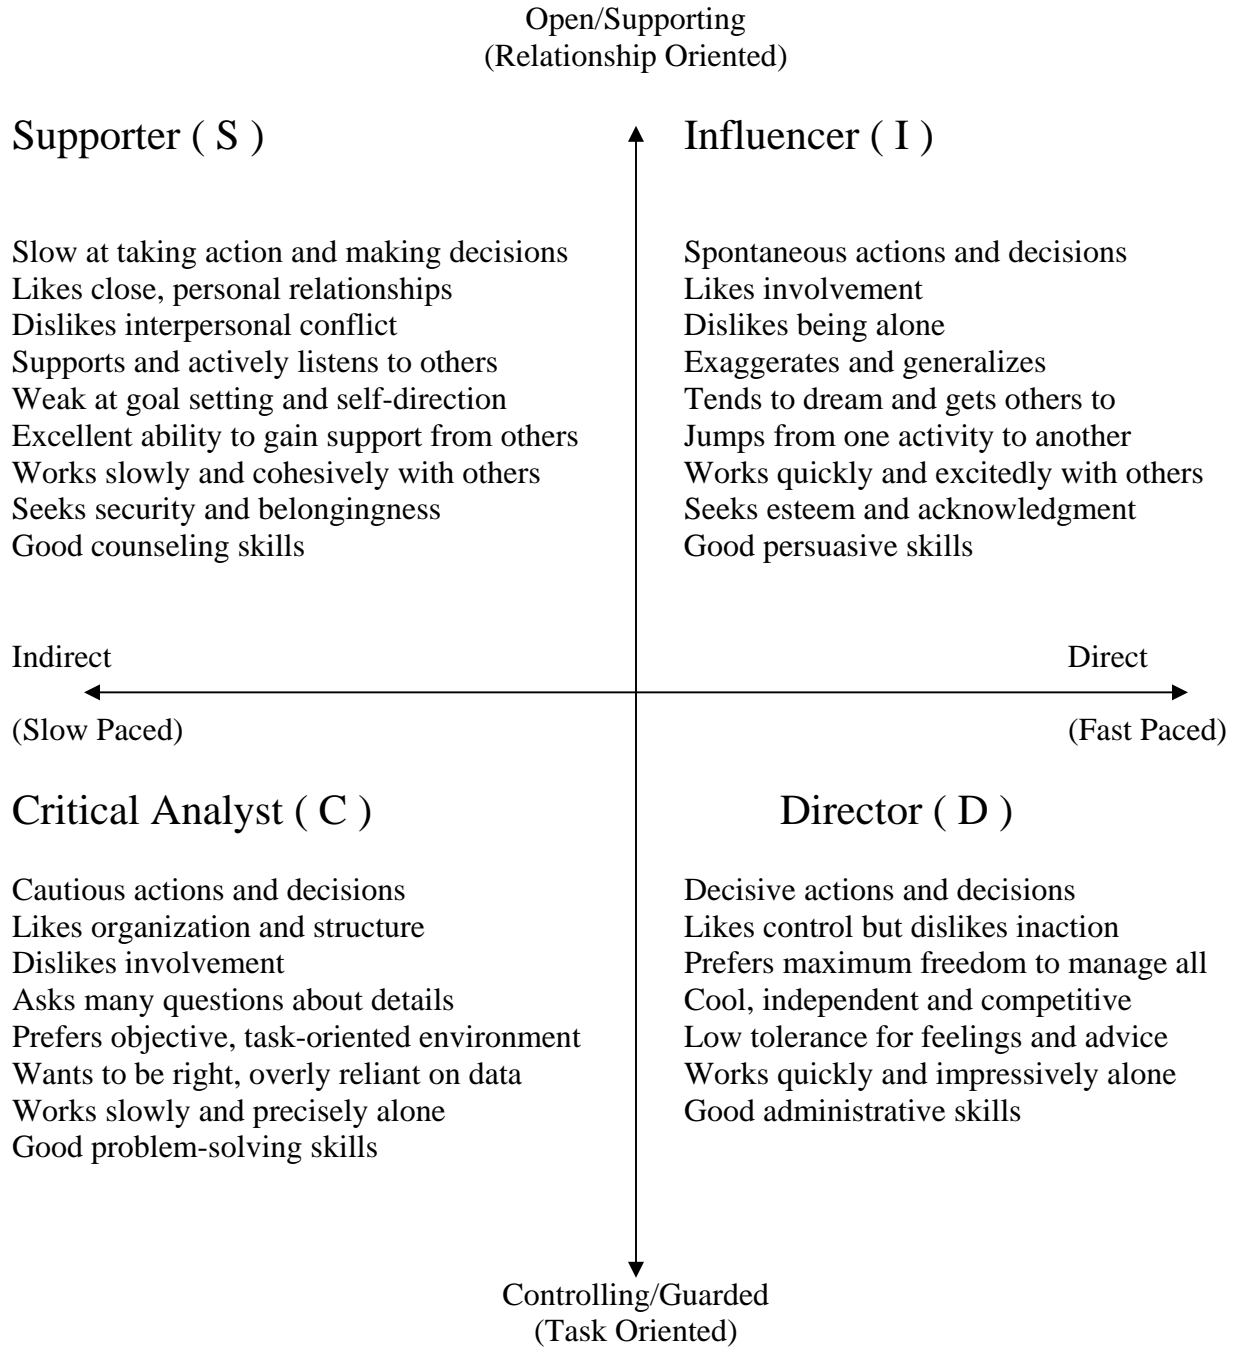 Open/Supporting
(Relationship Oriented)
Supporter ( S )
Slow at taking action and making decisions
Likes close, personal relationships
Dislikes interpersonal conflict
Supports and actively listens to others
Weak at goal setting and self-direction
Excellent ability to gain support from others
Works slowly and cohesively with others
Seeks security and belongingness
Good counseling skills
Influencer ( I )
Spontaneous actions and decisions
Likes involvement
Dislikes being alone
Exaggerates and generalizes
Tends to dream and gets others to
Jumps from one activity to another
Works quickly and excitedly with others
Seeks esteem and acknowledgment
Good persuasive skills
Indirect
(Slow Paced)
Direct
(Fast Paced)
Critical Analyst ( C )
Cautious actions and decisions
Likes organization and structure
Dislikes involvement
Asks many questions about details
Prefers objective, task-oriented environment
Wants to be right, overly reliant on data
Works slowly and precisely alone
Good problem-solving skills
Director ( D )
Decisive actions and decisions
Likes control but dislikes inaction
Prefers maximum freedom to manage all
Cool, independent and competitive
Low tolerance for feelings and advice
Works quickly and impressively alone
Good administrative skills
Controlling/Guarded
(Task Oriented)